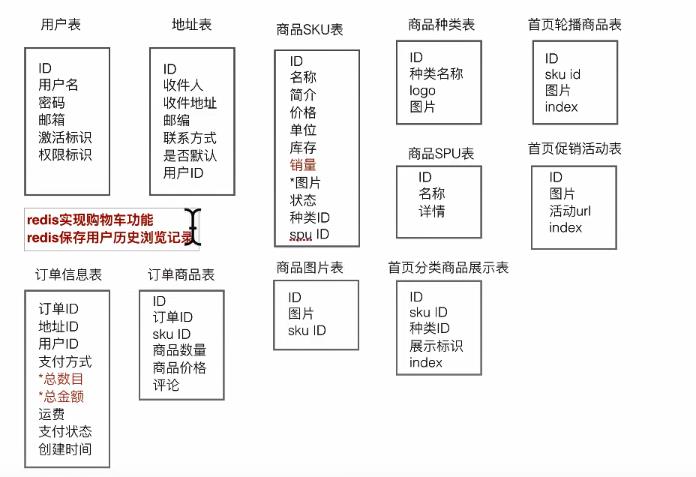 用户表
ID
用户名
密码
邮箱
激活标识
权限标识
地址表
ID
收件人
收件地址
邮编
联系方式
是否默认
用户ID
商品SKU表
ID
名称
简介
价格
单位
库存
销量
*图片
状态
种类ID
spu ID
商品种类表
ID
种类名称
logo
图片
首页轮播商品表
ID
sku id
图片
index
商品SPU表
ID
名称
详情
首页促销活动表
ID
图片
活动url
index
redis实现购物车功能
redis保存用户历史浏览记录
订单信息表
订单ID
地址ID
用户ID
支付方式
*总数目
*总金额
运费
支付状态
创建时间
订单商品表
ID
订单ID
sku ID
商品数量
商品价格
评论
商品图片表
ID
图片
sku ID
首页分类商品展示表
ID
sku ID
种类ID
展示标识
index